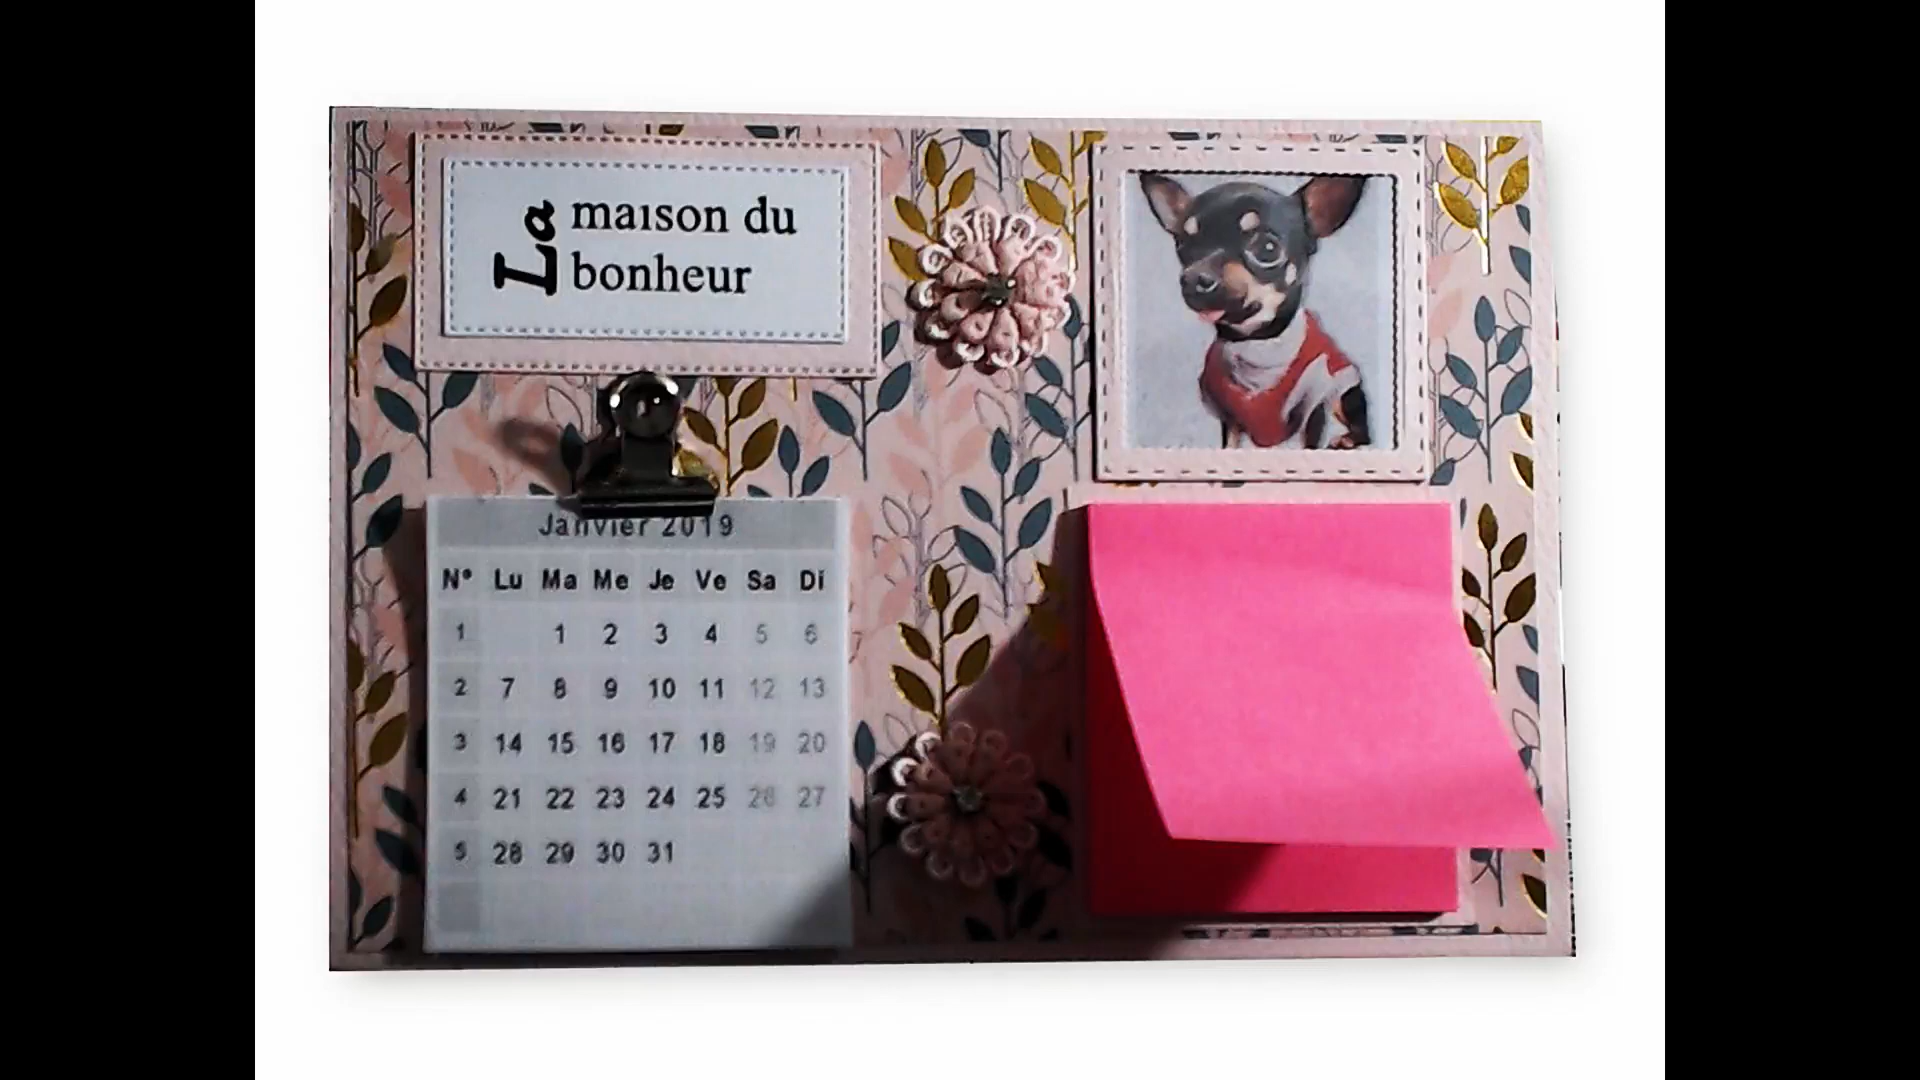 La maison du
bonheur
Janvier 2019
N° Lu Ma Me Je Ve Sa Di
1 1 2 3 4 5 6
2 7 8 9 10 11 12 13
3 14 15 16 17 18 19 20
4 21 22 23 24 25 26 27
5 28 29 30 31